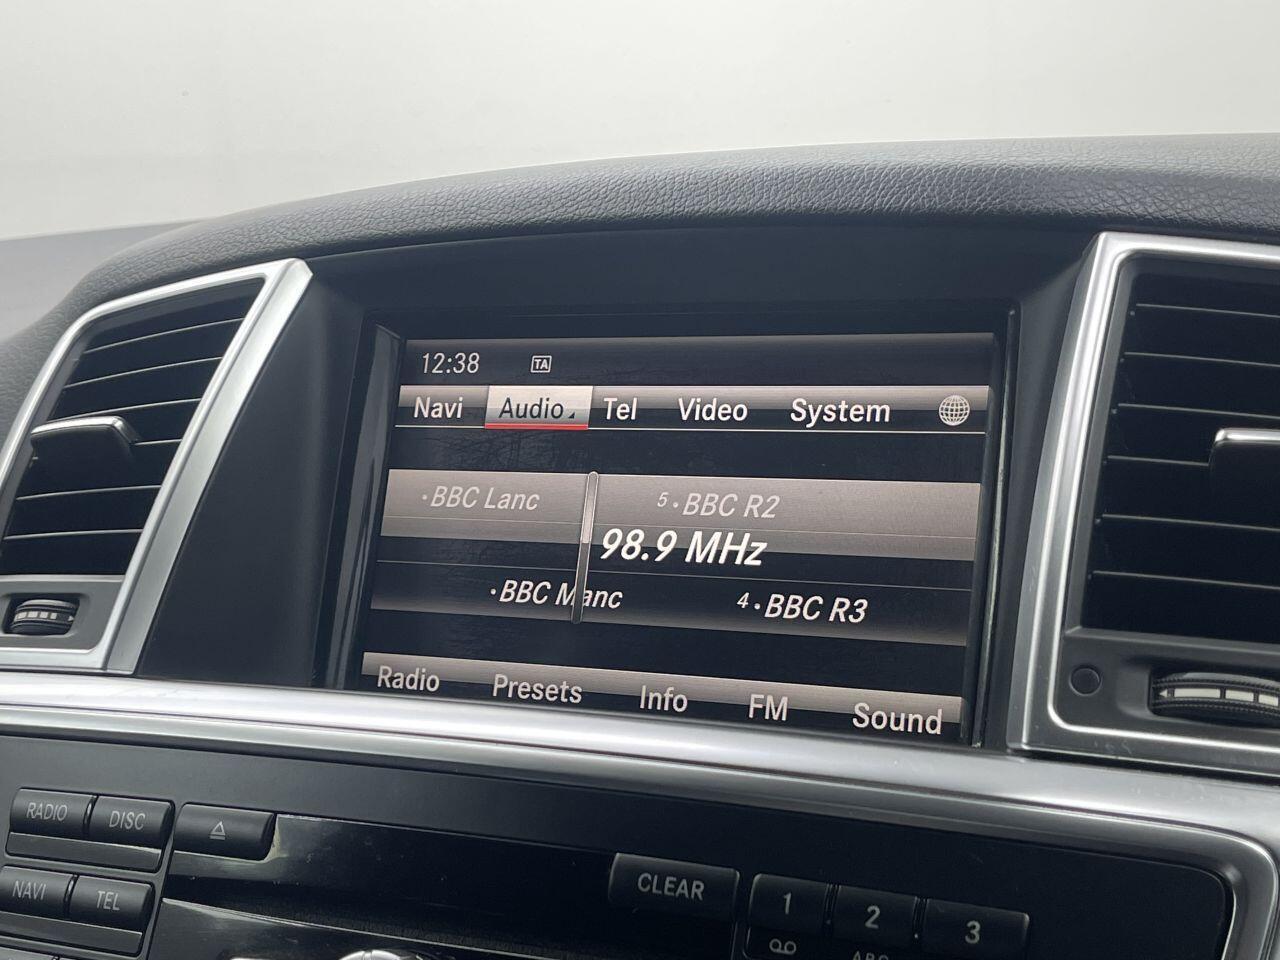 12:38 TA
Navi Audio Tel Video System
·BBC Lanc 5·BBC R2
98.9 MHz
·BBC Manc 4·BBC R3
Radio Presets Info FM Sound
RADIO DISC
NAVI TEL
CLEAR 1 2 3
ABC